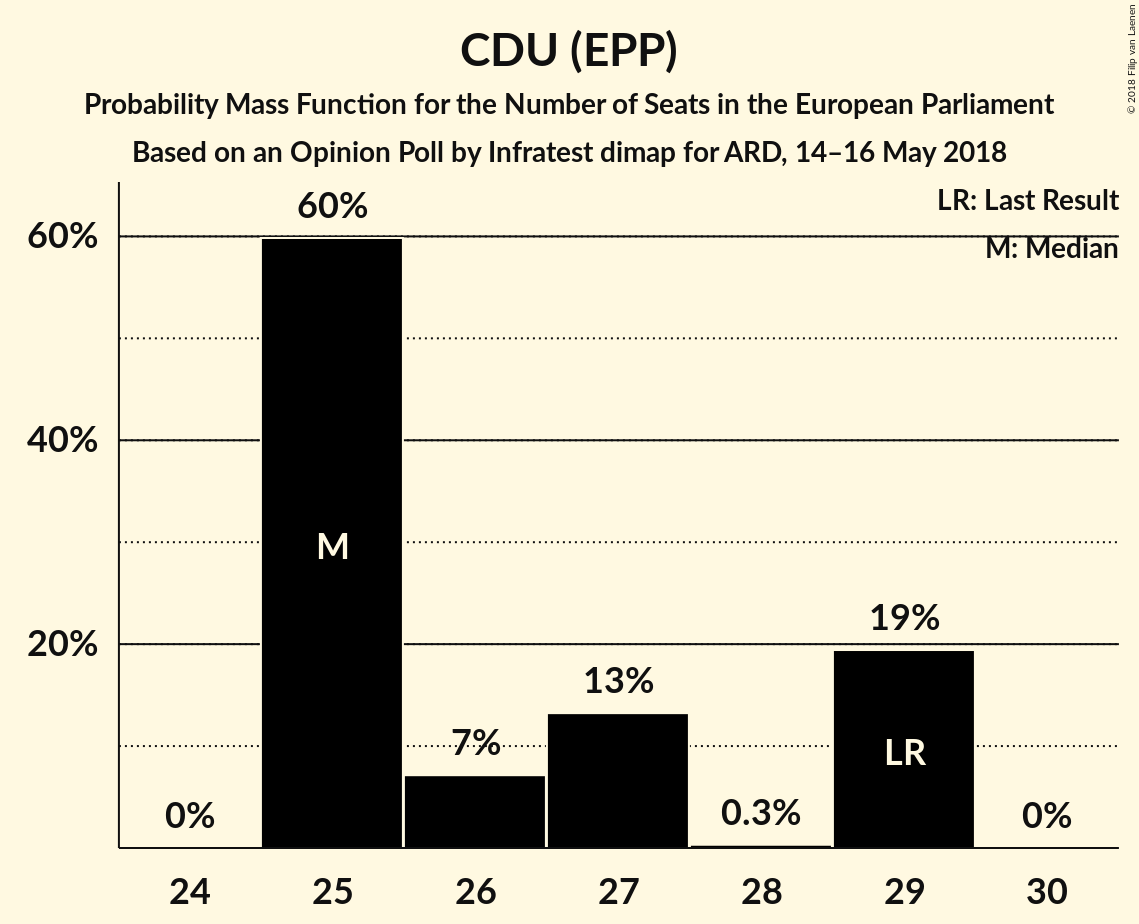 CDU (EPP)
Probability Mass Function for the Number of Seats in the European Parliament
Based on an Opinion Poll by Infratest dimap for ARD, 14–16 May 2018
© 2018 Filip van Laenen
LR: Last Result
M: Median
60%
40%
20%
0%
60%
7%
13%
0.3%
19%
0%
M
LR
24 25 26 27 28 29 30